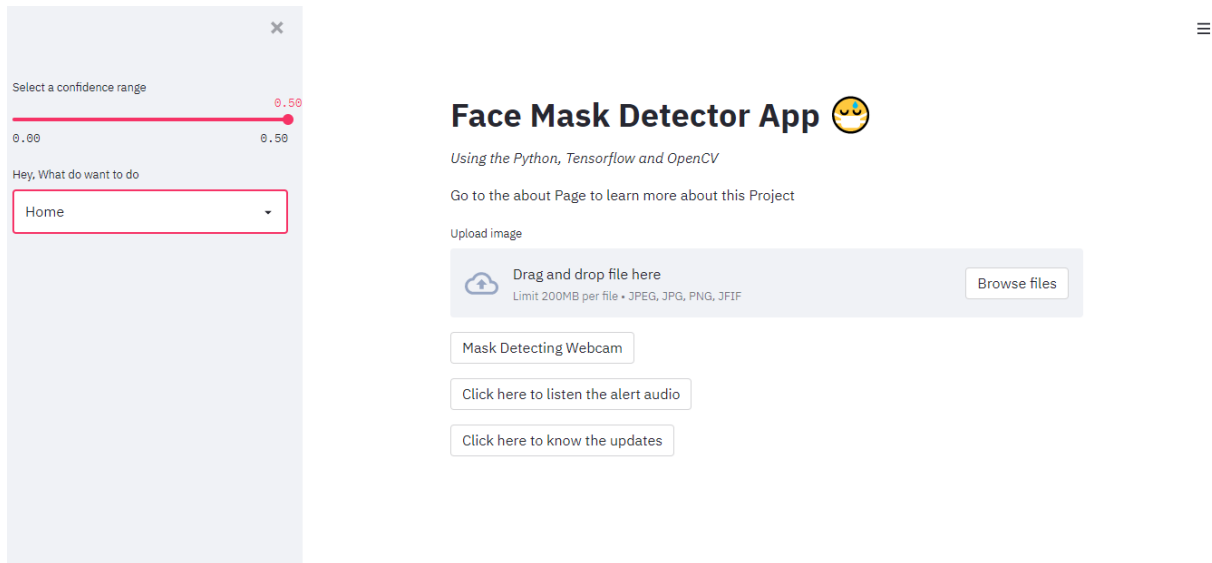 Select a confidence range
0.50
0.00 0.50
Hey, What do want to do
Home
Face Mask Detector App
Using the Python, Tensorflow and OpenCV
Go to the about Page to learn more about this Project
Upload image
Drag and drop file here
Limit 200MB per file • JPEG, JPG, PNG, JFIF
Browse files
Mask Detecting Webcam
Click here to listen the alert audio
Click here to know the updates